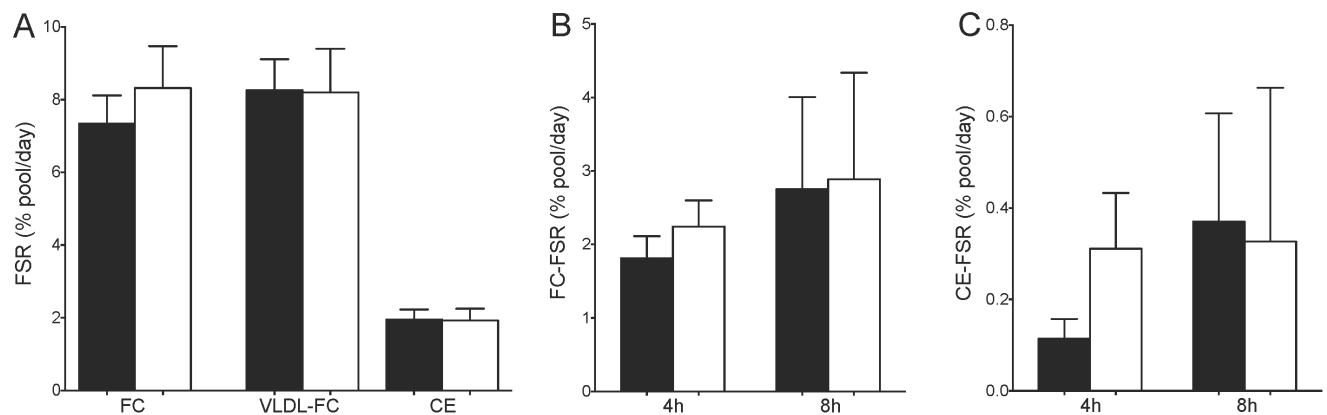 A
FSR (% pool/day)
10
8
6
4
2
0
FC VLDL-FC CE
B
FC-FSR (% pool/day)
5
4
3
2
1
0
4h 8h
C
CE-FSR (% pool/day)
0.8
0.6
0.4
0.2
0.0
4h 8h